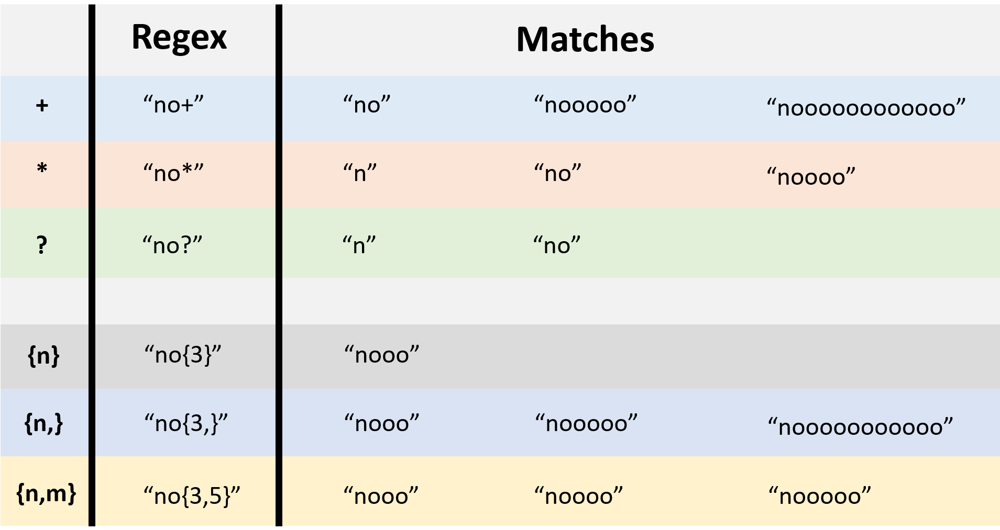 Regex Matches
+ “no+” “no” “nooooo” “noooooooooooo”
* “no*” “n” “no” “noooo”
? “no?” “n” “no”
{n} “no{3}” “nooo”
{n,} “no{3,}” “nooo” “nooooo” “nooooooooooo”
{n,m} “no{3,5}” “nooo” “noooo” “nooooo”